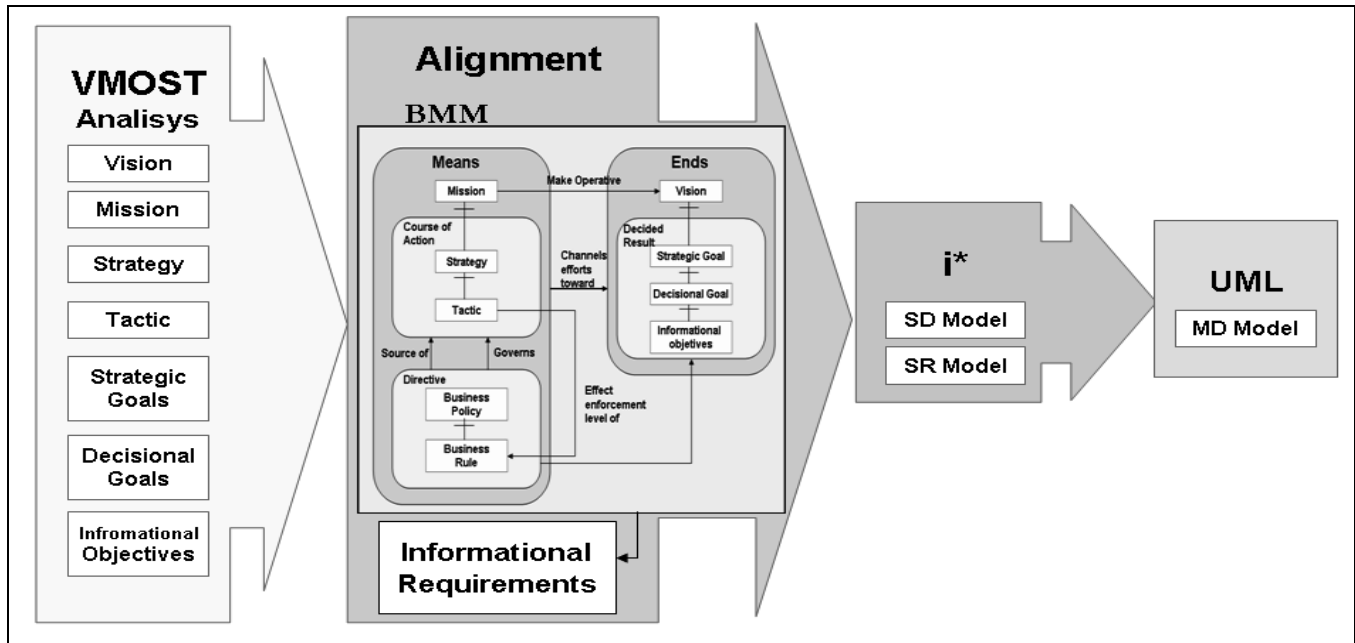 VMOST
Analisys
Vision
Mission
Strategy
Tactic
Strategic
Goals
Decisional
Goals
Infromational
Objectives
Alignment
BMM
Means
Mission
Course of
Action
Strategy
Tactic
Source of
Governs
Directive
Business
Policy
Business
Rule
Make Operative
Channels
efforts
toward
Effect
enforcement
level of
Ends
Vision
Decided
Result
Strategic Goal
Decisional Goal
Informational
objetives
Informational
Requirements
i*
SD Model
SR Model
UML
MD Model